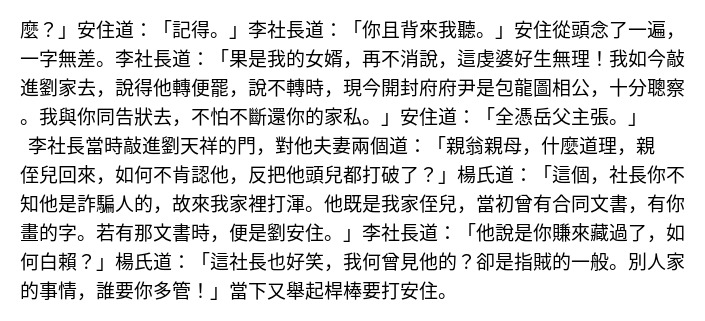 麼？」安住道：「記得。」李社長道：「你且背來我聽。」安住從頭念了一遍，
一字無差。李社長道：「果是我的女婿，再不消說，這虔婆好生無理！我如今敲
進劉家去，說得他轉便罷，說不轉時，現今開封府府尹是包龍圖相公，十分聰察
。我與你同告狀去，不怕不斷還你的家私。」安住道：「全憑岳父主張。」
李社長當時敲進劉天祥的門，對他夫妻兩個道：「親翁親母，什麼道理，親
侄兒回來，如何不肯認他，反把他頭兒都打破了？」楊氏道：「這個，社長你不
知他是詐騙人的，故來我家裡打渾。他既是我家侄兒，當初曾有合同文書，有你
畫的字。若有那文書時，便是劉安住。」李社長道：「他說是你賺來藏過了，如
何白賴？」楊氏道：「這社長也好笑，我何曾見他的？卻是指賊的一般。別人家
的事情，誰要你多管！」當下又舉起桿棒要打安住。